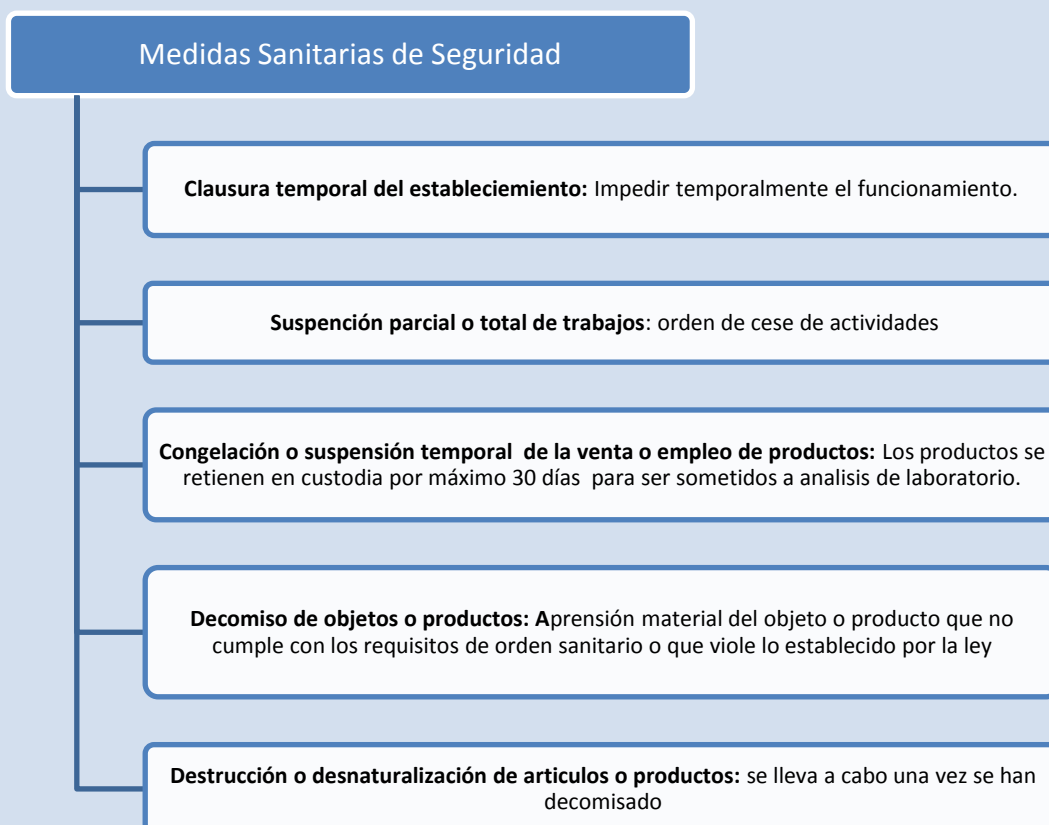 Medidas Sanitarias de Seguridad
Clausura temporal del estableciemiento: Impedir temporalmente el funcionamiento.
Suspención parcial o total de trabajos: orden de cese de actividades
Congelación o suspensión temporal de la venta o empleo de productos: Los productos se
retienen en custodia por máximo 30 días para ser sometidos a analisis de laboratorio.
Decomiso de objetos o productos: Aprensión material del objeto o producto que no
cumple con los requisitos de orden sanitario o que viole lo establecido por la ley
Destrucción o desnaturalización de articulos o productos: se lleva a cabo una vez se han
decomisado